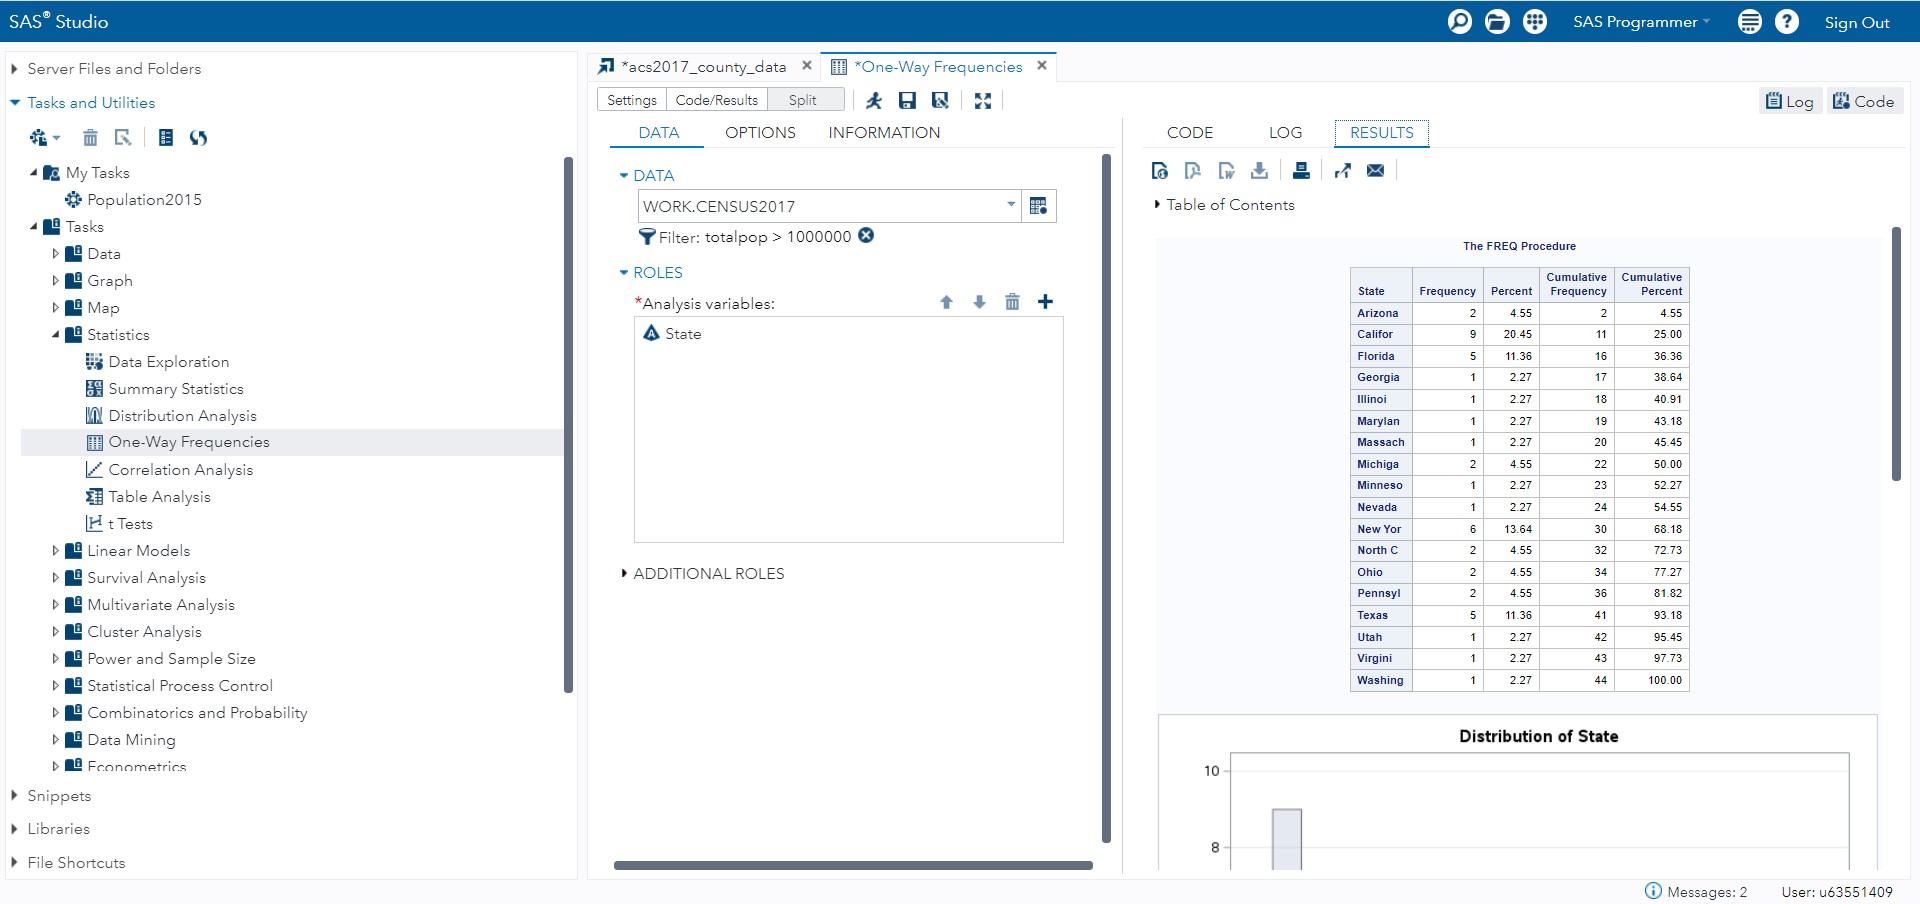 SAS® Studio
SAS Programmer
Sign Out
Server Files and Folders
Tasks and Utilities
My Tasks
Population2015
Tasks
Data
Graph
Map
Statistics
Data Exploration
Summary Statistics
Distribution Analysis
One-Way Frequencies
Correlation Analysis
Table Analysis
t Tests
Linear Models
Survival Analysis
Multivariate Analysis
Cluster Analysis
Power and Sample Size
Statistical Process Control
Combinatorics and Probability
Data Mining
Econometrics
Snippets
Libraries
File Shortcuts
*acs2017_county_data
*One-Way Frequencies
Settings Code/Results Split
Log Code
DATA OPTIONS INFORMATION
DATA
WORK.CENSUS2017
Filter: totalpop > 1000000
ROLES
*Analysis variables:
State
ADDITIONAL ROLES
CODE LOG RESULTS
Table of Contents
The FREQ Procedure
State Frequency Percent Cumulative Frequency Cumulative Percent
Arizona 2 4.55 2 4.55
Califor 9 20.45 11 25.00
Florida 5 11.36 16 36.36
Georgia 1 2.27 17 38.64
Illinoi 1 2.27 18 40.91
Marylan 1 2.27 19 43.18
Massach 1 2.27 20 45.45
Michiga 2 4.55 22 50.00
Minneso 1 2.27 23 52.27
Nevada 1 2.27 24 54.55
New Yor 6 13.64 30 68.18
North C 2 4.55 32 72.73
Ohio 2 4.55 34 77.27
Pennsyl 2 4.55 36 81.82
Texas 5 11.36 41 93.18
Utah 1 2.27 42 95.45
Virgini 1 2.27 43 97.73
Washing 1 2.27 44 100.00
Distribution of State
10
8
Messages: 2 User: u63551409